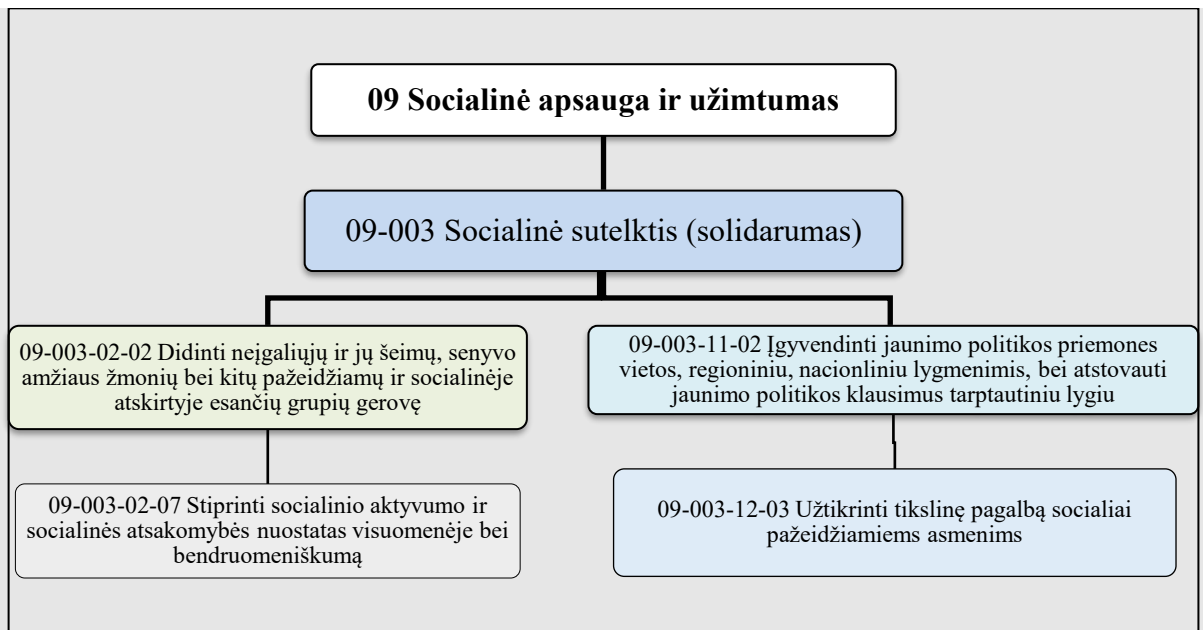 09 Socialinė apsauga ir užimtumas
09-003 Socialinė sutelktis (solidarumas)
09-003-02-02 Didinti neįgaliųjų ir jų šeimų, senyvo
amžiaus žmonių bei kitų pažeidžiamų ir socialinėje
atskirtyje esančių grupių gerovę
09-003-11-02 Įgyvendinti jaunimo politikos priemones
vietos, regioniniu, nacionliniu lygmenimis, bei atstovauti
jaunimo politikos klausimus tarptautiniu lygiu
09-003-02-07 Stiprinti socialinio aktyvumo ir
socialinės atsakomybės nuostatas visuomenėje bei
bendruomeniškumą
09-003-12-03 Užtikrinti tikslinę pagalbą socialiai
pažeidžiamiems asmenims